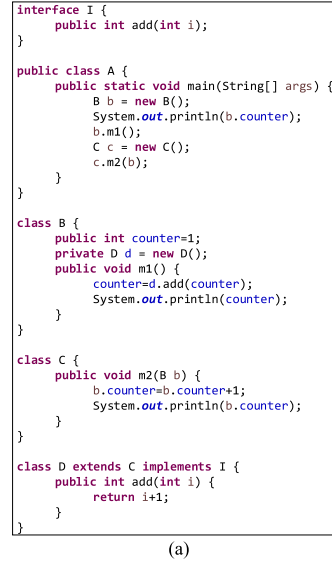 interface I {
public int add(int i);
}
public class A {
public static void main(String[] args) {
B b = new B();
System.out.println(b.counter);
b.m1();
C c = new C();
c.m2(b);
}
}
class B {
public int counter=1;
private D d = new D();
public void m1() {
counter=d.add(counter);
System.out.println(counter);
}
}
class C {
public void m2(B b) {
b.counter=b.counter+1;
System.out.println(b.counter);
}
}
class D extends C implements I {
public int add(int i) {
return i+1;
}
}
(a)